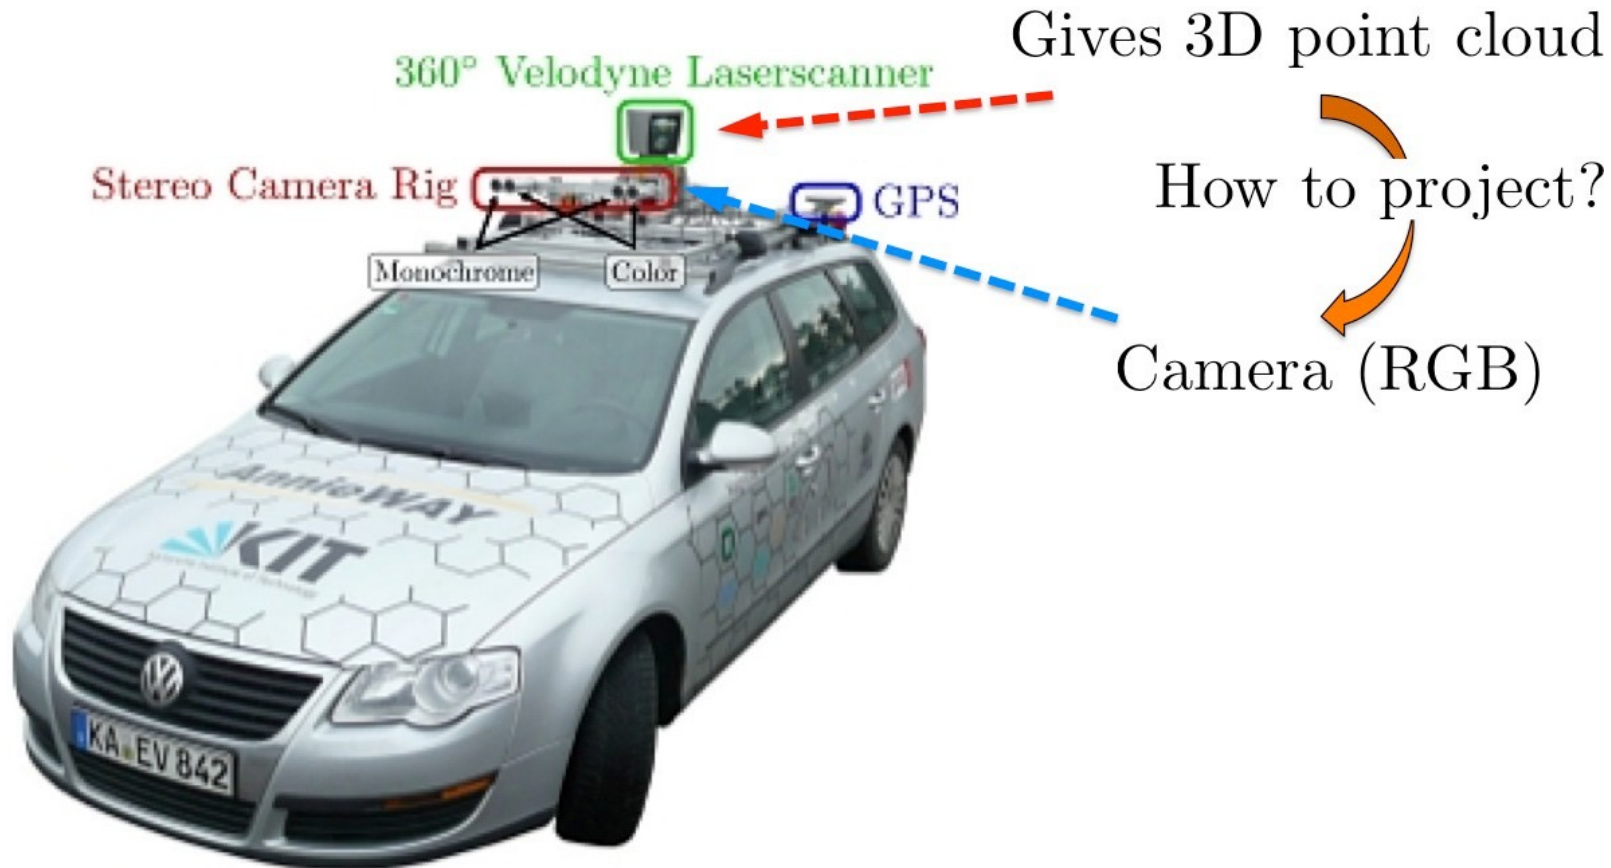 Gives 3D point cloud
360° Velodyne Laserscanner
How to project?
Stereo Camera Rig
GPS
Monochrome
Color
Camera (RGB)
AnnieWAY
KIT
KA EV 842